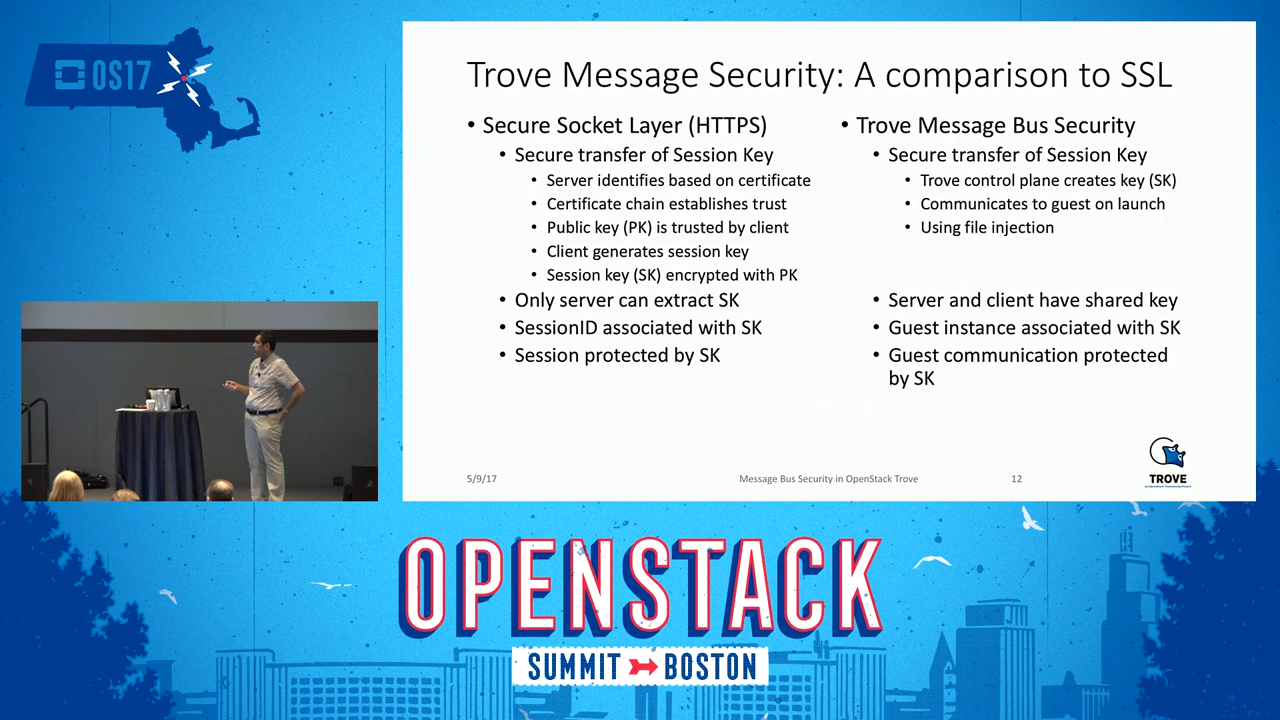 OS17
Trove Message Security: A comparison to SSL
• Secure Socket Layer (HTTPS)
• Secure transfer of Session Key
• Server identifies based on certificate
• Certificate chain establishes trust
• Public key (PK) is trusted by client
• Client generates session key
• Session key (SK) encrypted with PK
• Only server can extract SK
• SessionID associated with SK
• Session protected by SK
• Trove Message Bus Security
• Secure transfer of Session Key
• Trove control plane creates key (SK)
• Communicates to guest on launch
• Using file injection
• Server and client have shared key
• Guest instance associated with SK
• Guest communication protected
by SK
5/9/17
Message Bus Security in OpenStack Trove
12
TROVE
an OpenStack Community Project
OPENSTACK
SUMMIT BOSTON